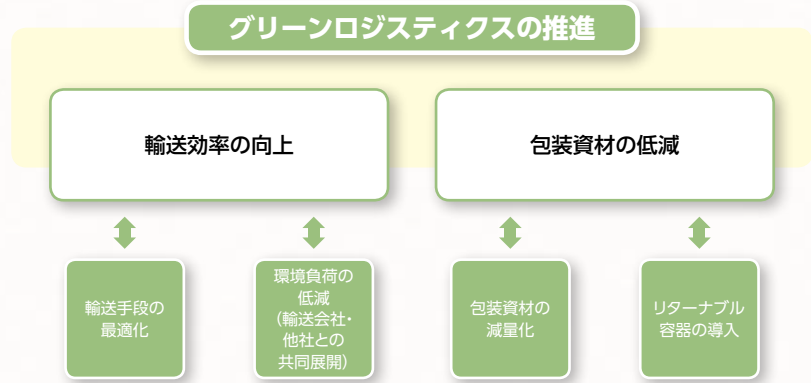 グリーンロジスティクスの推進
輸送効率の向上
包装資材の低減
輸送手段の
最適化
環境負荷の
低減
（輸送会社・
他社との
共同展開）
包装資材の
減量化
リターナブル
容器の導入